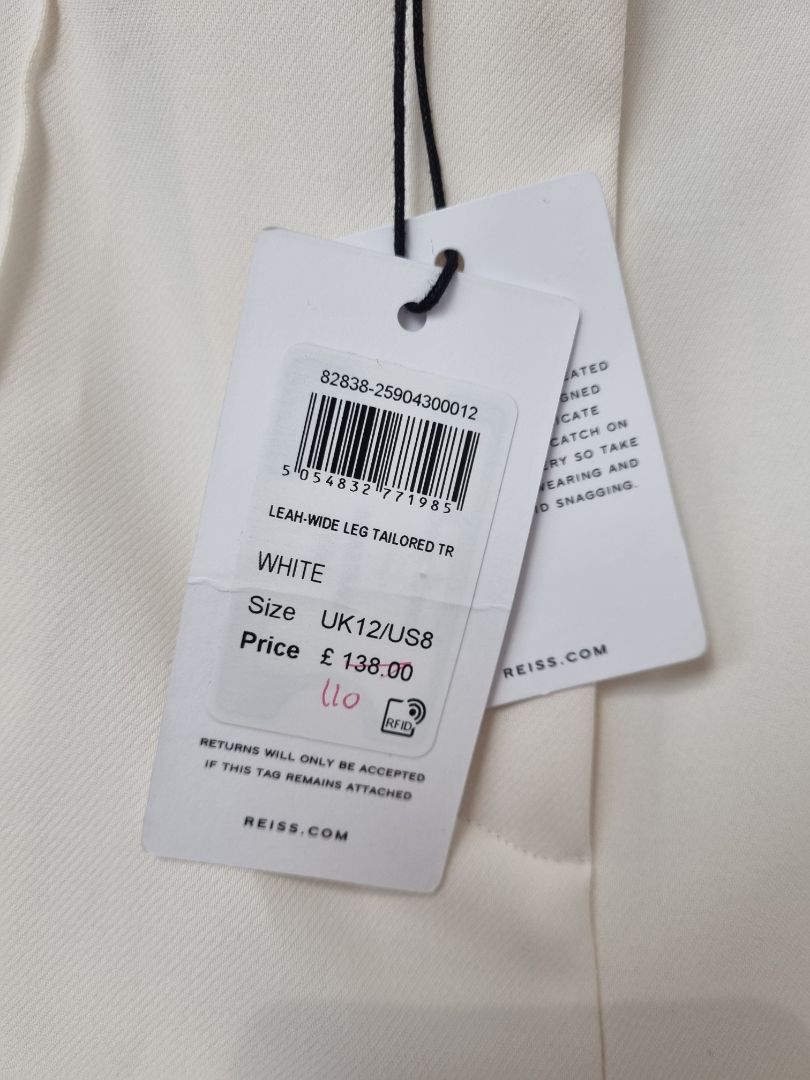 82838-25904300012
5 054832 771985
LEAH-WIDE LEG TAILORED TR
WHITE
Size UK12/US8
Price £ 138.00
110
RFID
RETURNS WILL ONLY BE ACCEPTED
IF THIS TAG REMAINS ATTACHED
REISS.COM
EATED
GNED
ICATE
CATCH ON
ERY SO TAKE
WEARING AND
ID SNAGGING.
REISS.COM